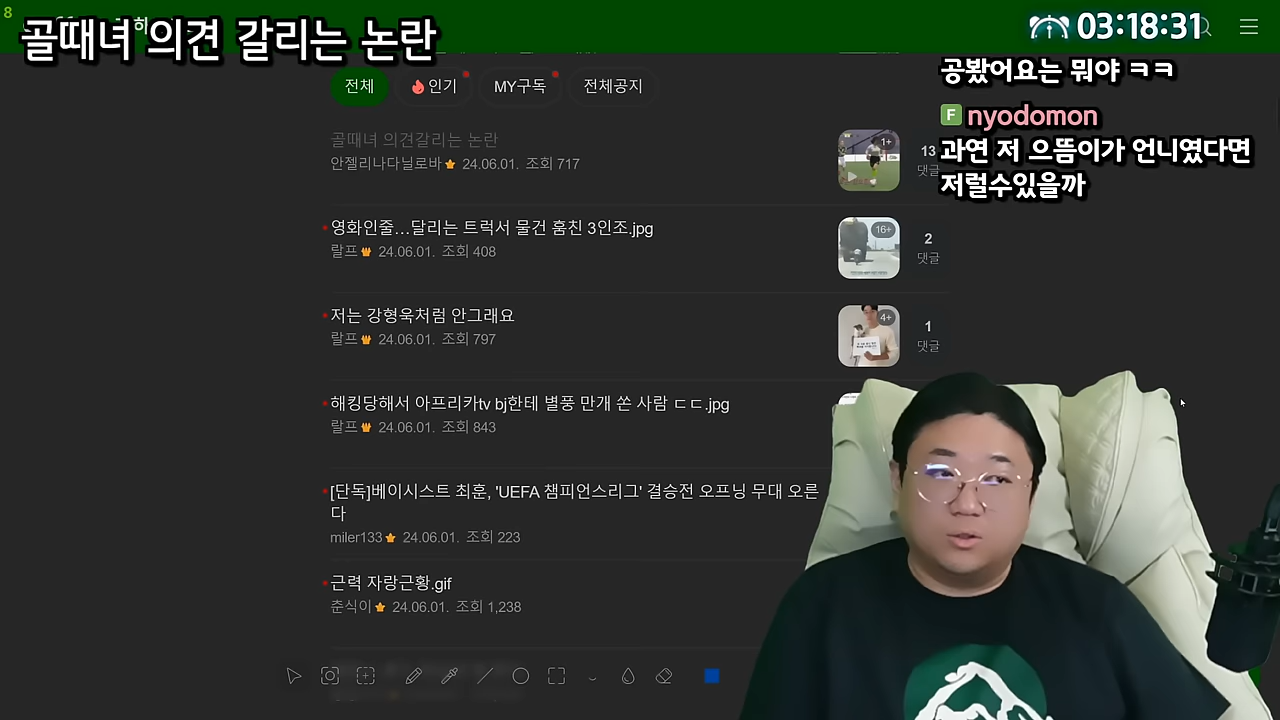 8
골때녀 의견 갈리는 논란
03:18:31
전체
인기
MY구독
전체공지
공봤어요는 뭐야 ㅋㅋ
F nyodomon
과연 저 으뜸이가 언니였다면
저럴수있을까
골때녀 의견갈리는 논란
안젤리나다닐로바 24.06.01. 조회 717
1+
13
댓글
영화인줄...달리는 트럭서 물건 훔친 3인조.jpg
랄프 24.06.01. 조회 408
16+
2
댓글
저는 강형욱처럼 안그래요
랄프 24.06.01. 조회 797
4+
1
댓글
해킹당해서 아프리카tv bj한테 별풍 만개 쏜 사람 ㄷㄷ.jpg
랄프 24.06.01. 조회 843
[단독]베이시스트 최훈, 'UEFA 챔피언스리그' 결승전 오프닝 무대 오른
다
miler133 24.06.01. 조회 223
근력 자랑근황.gif
춘식이 24.06.01. 조회 1,238